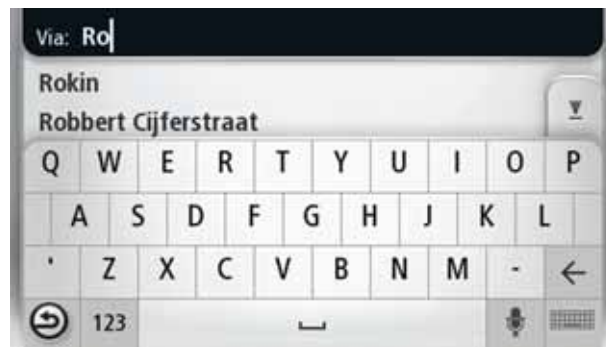 Via: Ro
Rokin
Robbert Cijferstraat
Q W E R T Y U I O P
A S D F G H J K L
' Z X C V B N M -
123